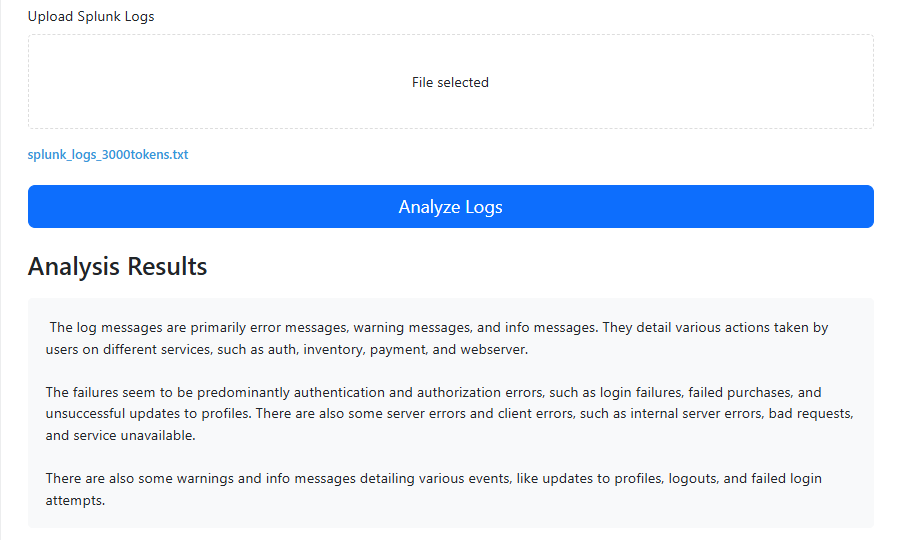 Upload Splunk Logs
File selected
splunk_logs_3000tokens.txt
Analyze Logs
Analysis Results
The log messages are primarily error messages, warning messages, and info messages. They detail various actions taken by
users on different services, such as auth, inventory, payment, and webserver.
The failures seem to be predominantly authentication and authorization errors, such as login failures, failed purchases, and
unsuccessful updates to profiles. There are also some server errors and client errors, such as internal server errors, bad requests,
and service unavailable.
There are also some warnings and info messages detailing various events, like updates to profiles, logouts, and failed login
attempts.